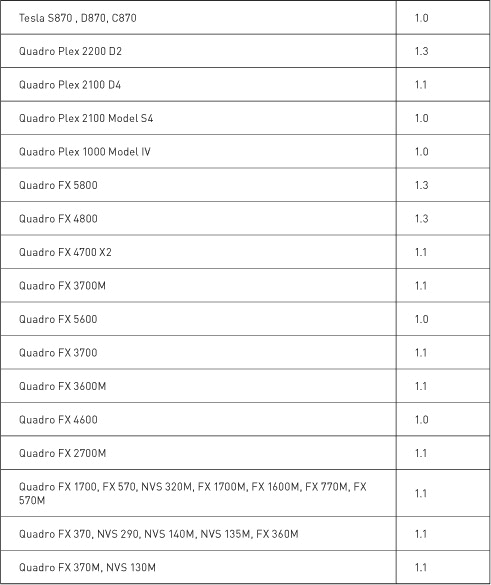 Tesla S870 , D870, C870 1.0
Quadro Plex 2200 D2 1.3
Quadro Plex 2100 D4 1.1
Quadro Plex 2100 Model S4 1.0
Quadro Plex 1000 Model IV 1.0
Quadro FX 5800 1.3
Quadro FX 4800 1.3
Quadro FX 4700 X2 1.1
Quadro FX 3700M 1.1
Quadro FX 5600 1.0
Quadro FX 3700 1.1
Quadro FX 3600M 1.1
Quadro FX 4600 1.0
Quadro FX 2700M 1.1
Quadro FX 1700, FX 570, NVS 320M, FX 1700M, FX 1600M, FX 770M, FX
570M 1.1
Quadro FX 370, NVS 290, NVS 140M, NVS 135M, FX 360M 1.1
Quadro FX 370M, NVS 130M 1.1